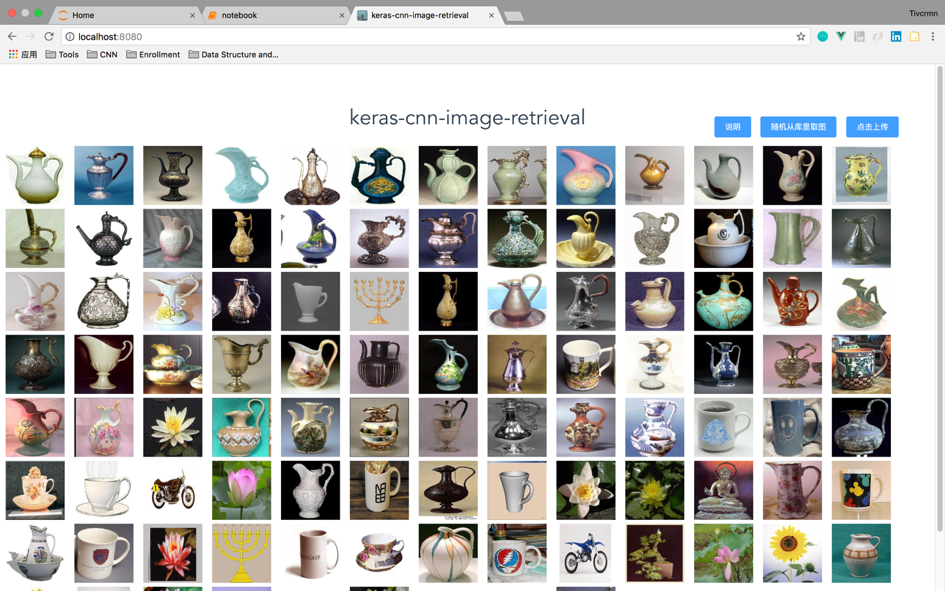 Home
notebook
keras-cnn-image-retrieval
Tivcrmn
localhost:8080
应用
Tools
CNN
Enrollment
Data Structure and...
keras-cnn-image-retrieval
说明
随机从库里取图
点击上传